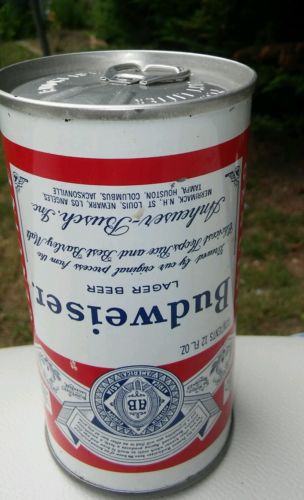 AB
CONTENTS 12 FL. OZ.
Budweiser.
LAGER BEER
Brewed by our original process from the
Choicest Hops, Rice and Best Barley Malt
Anheuser-Busch, Inc.
MERRIMACK, N.H. ST. LOUIS, NEWARK, LOS ANGELES,
TAMPA, HOUSTON, COLUMBUS, JACKSONVILLE